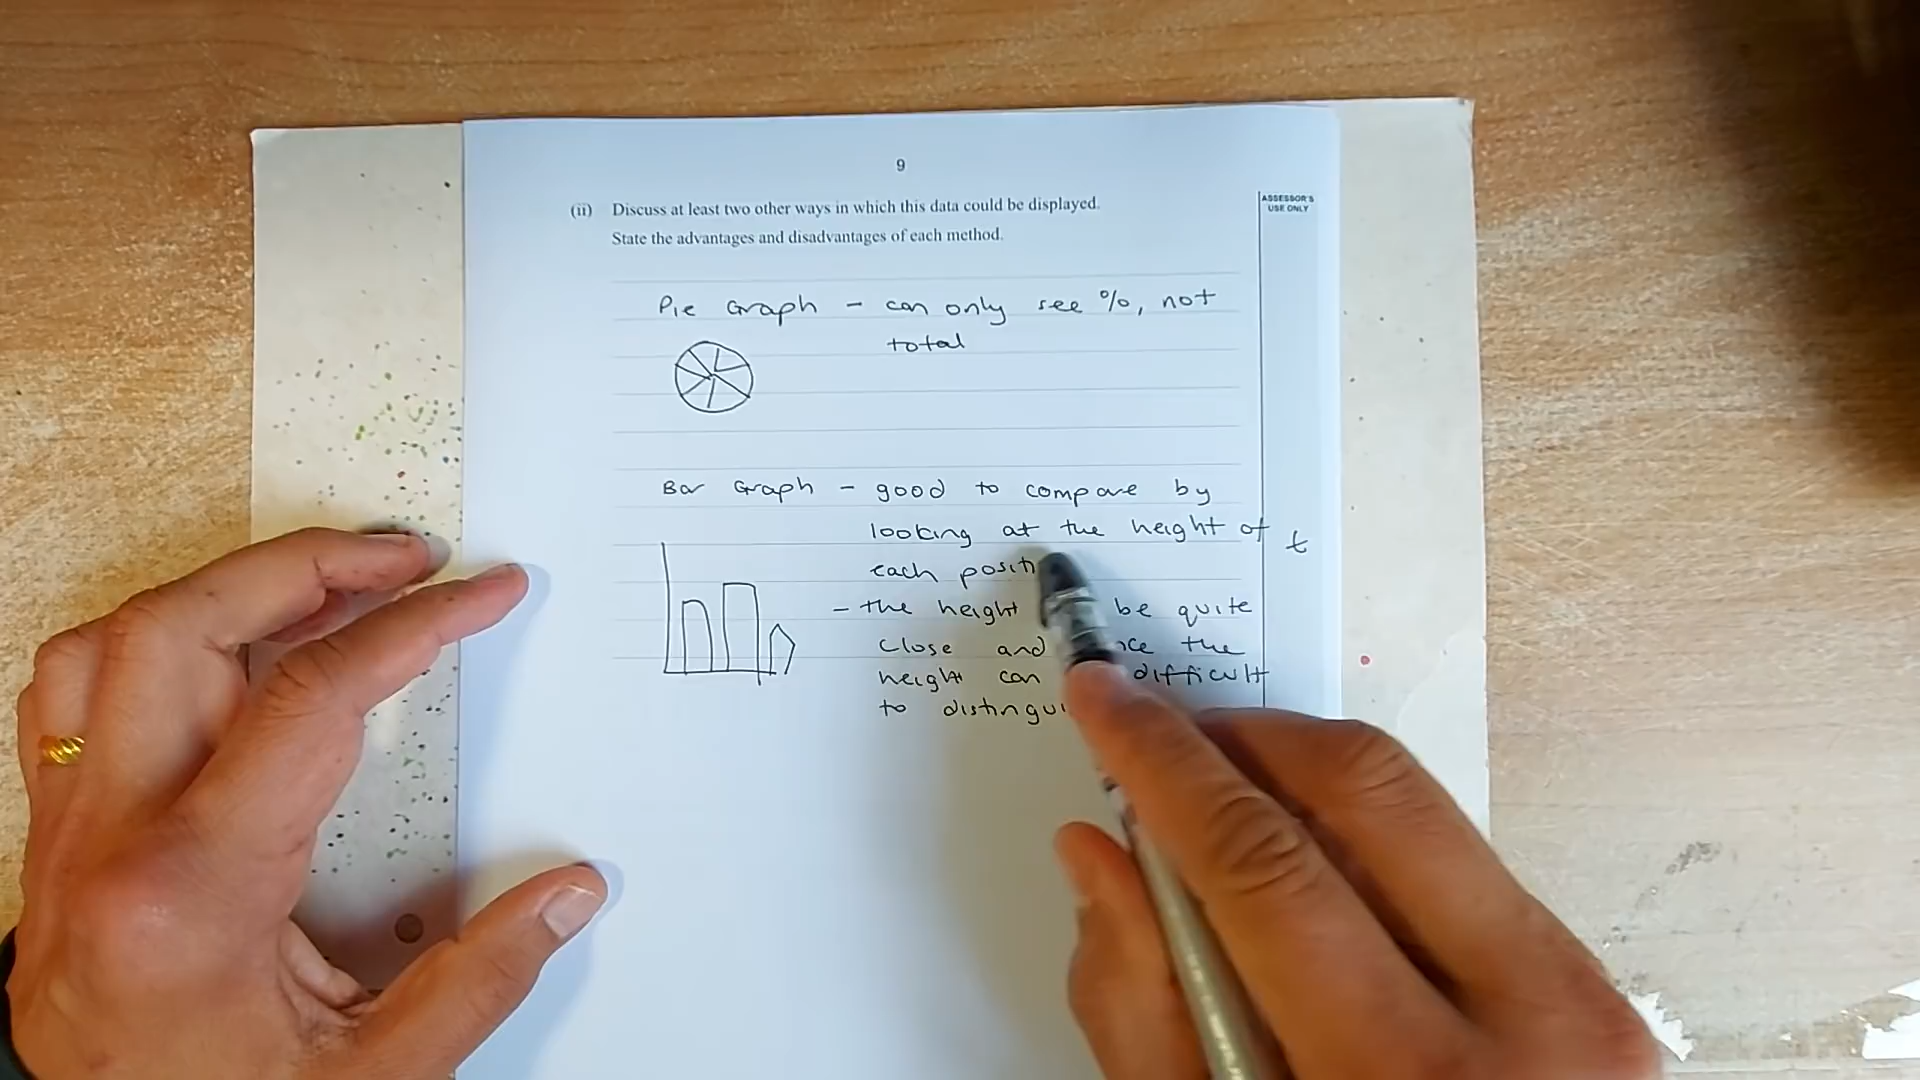 9
ASSESSOR'S
USE ONLY
(ii) Discuss at least two other ways in which this data could be displayed.
State the advantages and disadvantages of each method.
Pie Graph - can only see %, not
total
Bar Graph - good to compare by
looking at the height of t
each
- the height be quite
close and the
height can difficult
to